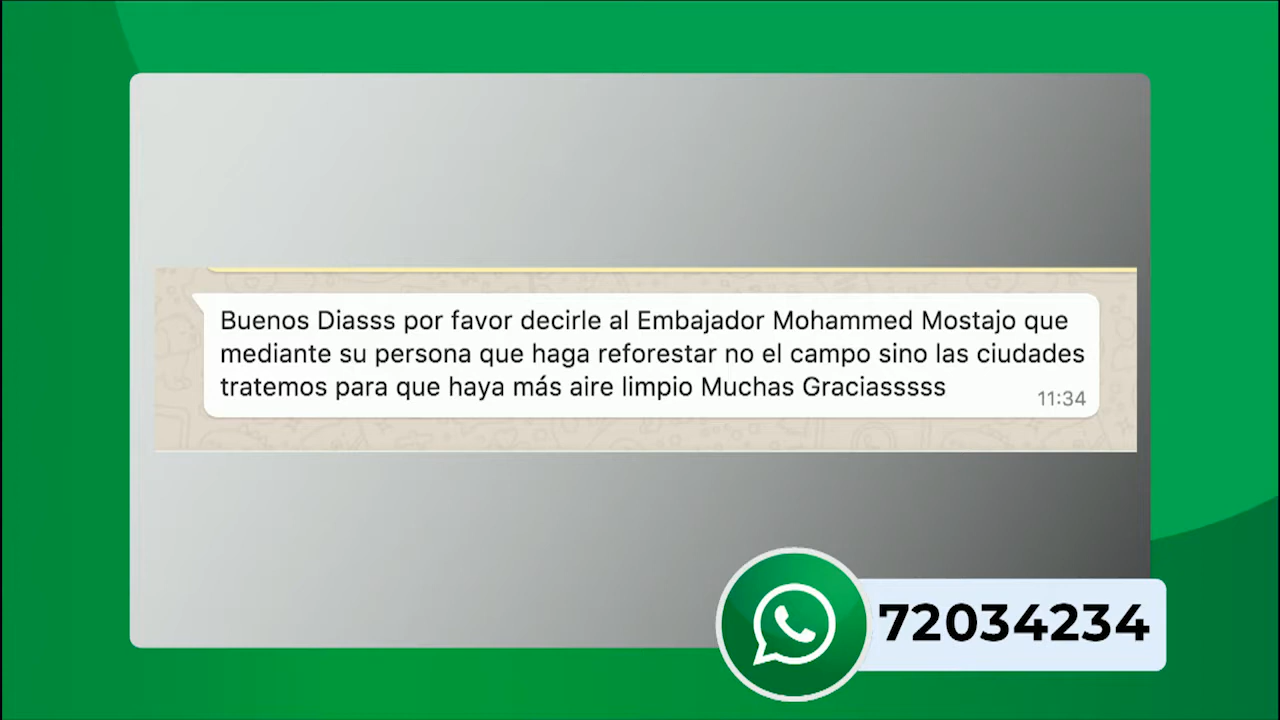 Buenos Diasss por favor decirle al Embajador Mohammed Mostajo que
mediante su persona que haga reforestar no el campo sino las ciudades
tratemos para que haya más aire limpio Muchas Graciasssss
11:34
72034234